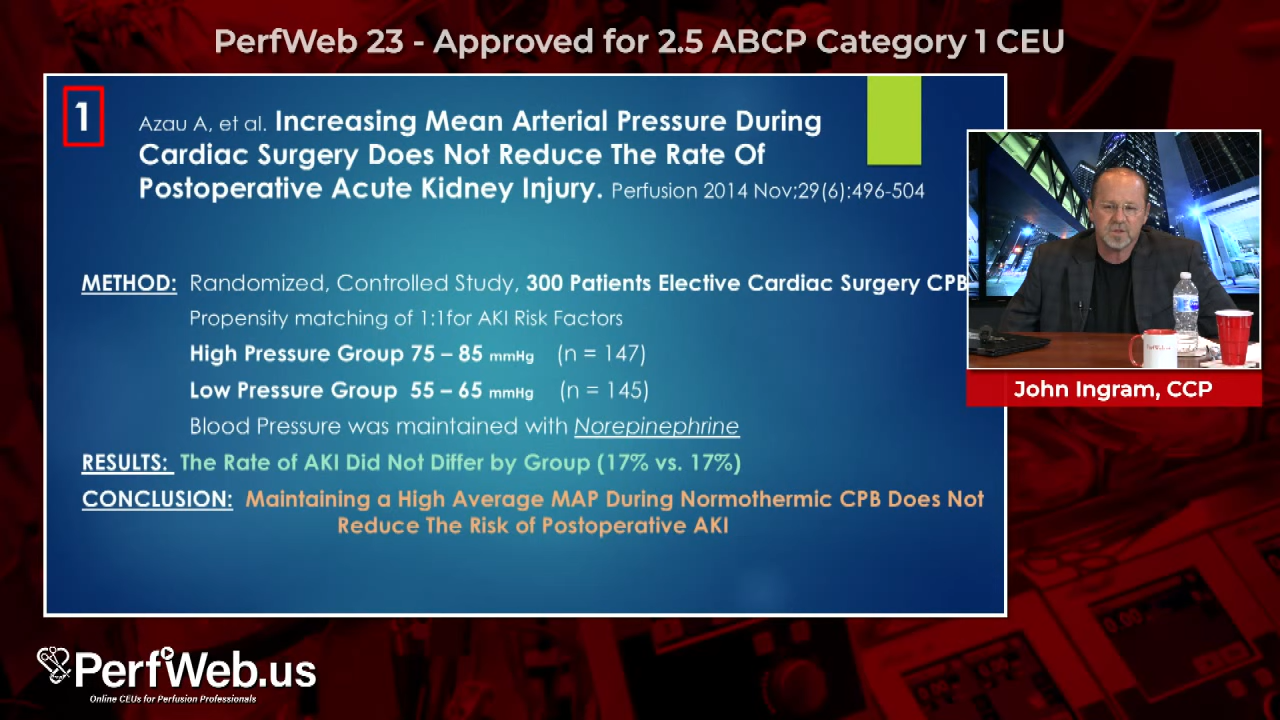 PerfWeb 23 - Approved for 2.5 ABCP Category 1 CEU
1
Azau A, et al. Increasing Mean Arterial Pressure During
Cardiac Surgery Does Not Reduce The Rate Of
Postoperative Acute Kidney Injury. Perfusion 2014 Nov;29(6):496-504
METHOD: Randomized, Controlled Study, 300 Patients Elective Cardiac Surgery CPB
Propensity matching of 1:1for AKI Risk Factors
High Pressure Group 75 – 85 mmHg (n = 147)
Low Pressure Group 55 – 65 mmHg (n = 145)
Blood Pressure was maintained with Norepinephrine
RESULTS: The Rate of AKI Did Not Differ by Group (17% vs. 17%)
CONCLUSION: Maintaining a High Average MAP During Normothermic CPB Does Not
Reduce The Risk of Postoperative AKI
PerfWeb
John Ingram, CCP
PerfWeb.us
Online CEUs for Perfusion Professionals